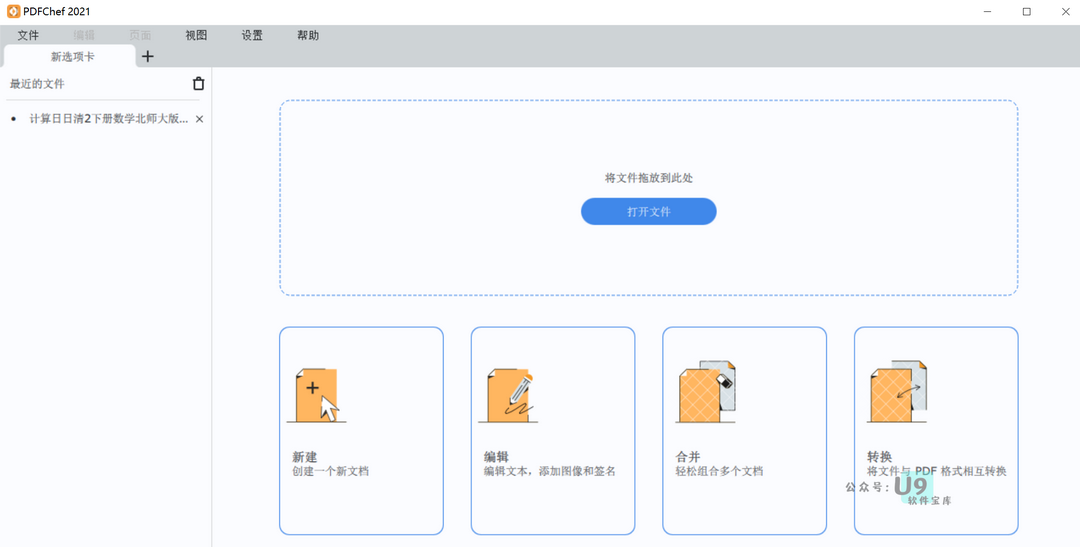 PDFChef 2021
文件 编辑 页面 视图 设置 帮助
新选项卡
最近的文件
计算日日清2下册数学北师大版...
将文件拖放到此处
打开文件
新建
创建一个新文档
编辑
编辑文本，添加图像和签名
合并
轻松组合多个文档
转换
将文件与 PDF 格式相互转换
公众号: U9
软件宝库